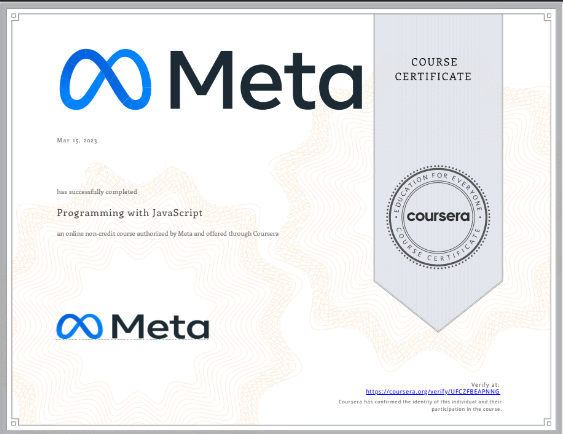 Meta
COURSE
CERTIFICATE
Mar 15, 2023
has successfully completed
Programming with JavaScript
an online non-credit course authorized by Meta and offered through Coursera
EDUCATION FOR EVERYONE
coursera
COURSE CERTIFICATE
Meta
Verify at:
https://coursera.org/verify/UFCZFBEAPNNG
Coursera has confirmed the identity of this individual and their
participation in the course.